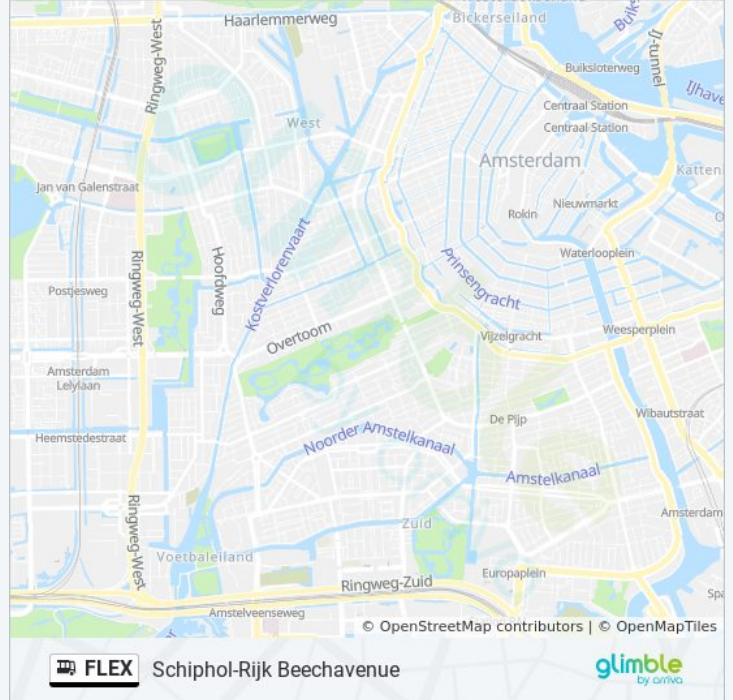 Haarlemmerweg
Bickerseiland
Ringweg-West
IJ-tunnel
Buiksloterweg
Centraal Station
Centraal Station
West
Amsterdam
Jan van Galenstraat
Nieuwmarkt
Rokin
Hoofdweg
Kostverlorenvaart
Prinsengracht
Waterlooplein
Ringweg-West
Postjesweg
Overtoom
Vijzelgracht
Weesperplein
Amsterdam
Lelylaan
De Pijp
Wibautstraat
Heemstedestraat
Noorder Amstelkanaal
Amstelkanaal
Ringweg-West
Zuid
Amsterdam
Voetbaleiland
Europaplein
Ringweg-Zuid
Amstelveenseweg
© OpenStreetMap contributors | © OpenMapTiles
FLEX Schiphol-Rijk Beechavenue
glimble
by arriva